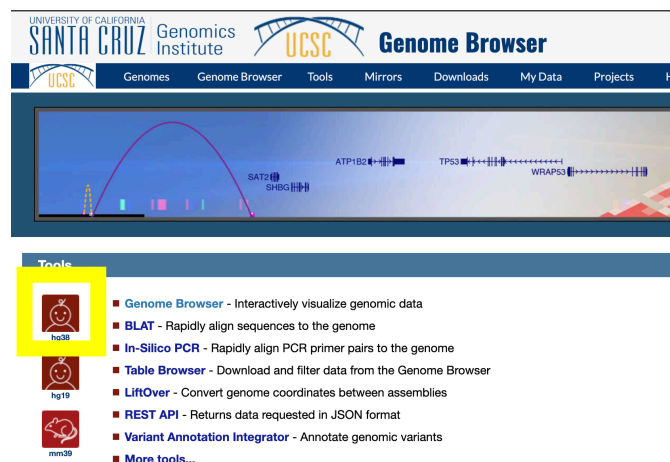 UNIVERSITY OF CALIFORNIA
SANTA CRUZ Genomics Institute UCSC Genome Browser
UCSC Genomes Genome Browser Tools Mirrors Downloads My Data Projects H
ATP1B2 TP53
SAT2 WRAP53
SHBG
Tools
Genome Browser - Interactively visualize genomic data
BLAT - Rapidly align sequences to the genome
hg38
In-Silico PCR - Rapidly align PCR primer pairs to the genome
Table Browser - Download and filter data from the Genome Browser
hg19 LiftOver - Convert genome coordinates between assemblies
REST API - Returns data requested in JSON format
Variant Annotation Integrator - Annotate genomic variants
mm39
More tools...